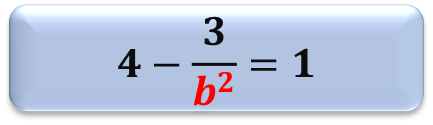 4 − 3/b² = 1